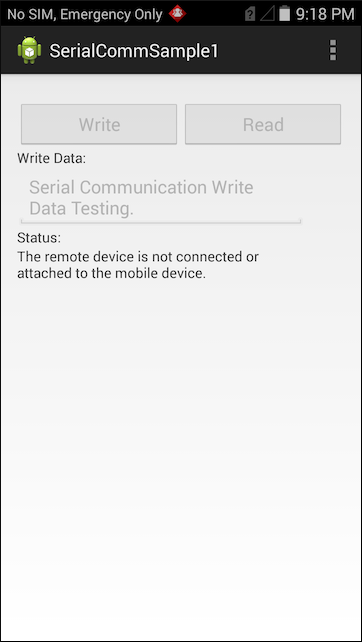 No SIM, Emergency Only 9:18 PM
SerialCommSample1
Write Read
Write Data:
Serial Communication Write
Data Testing.
Status:
The remote device is not connected or
attached to the mobile device.